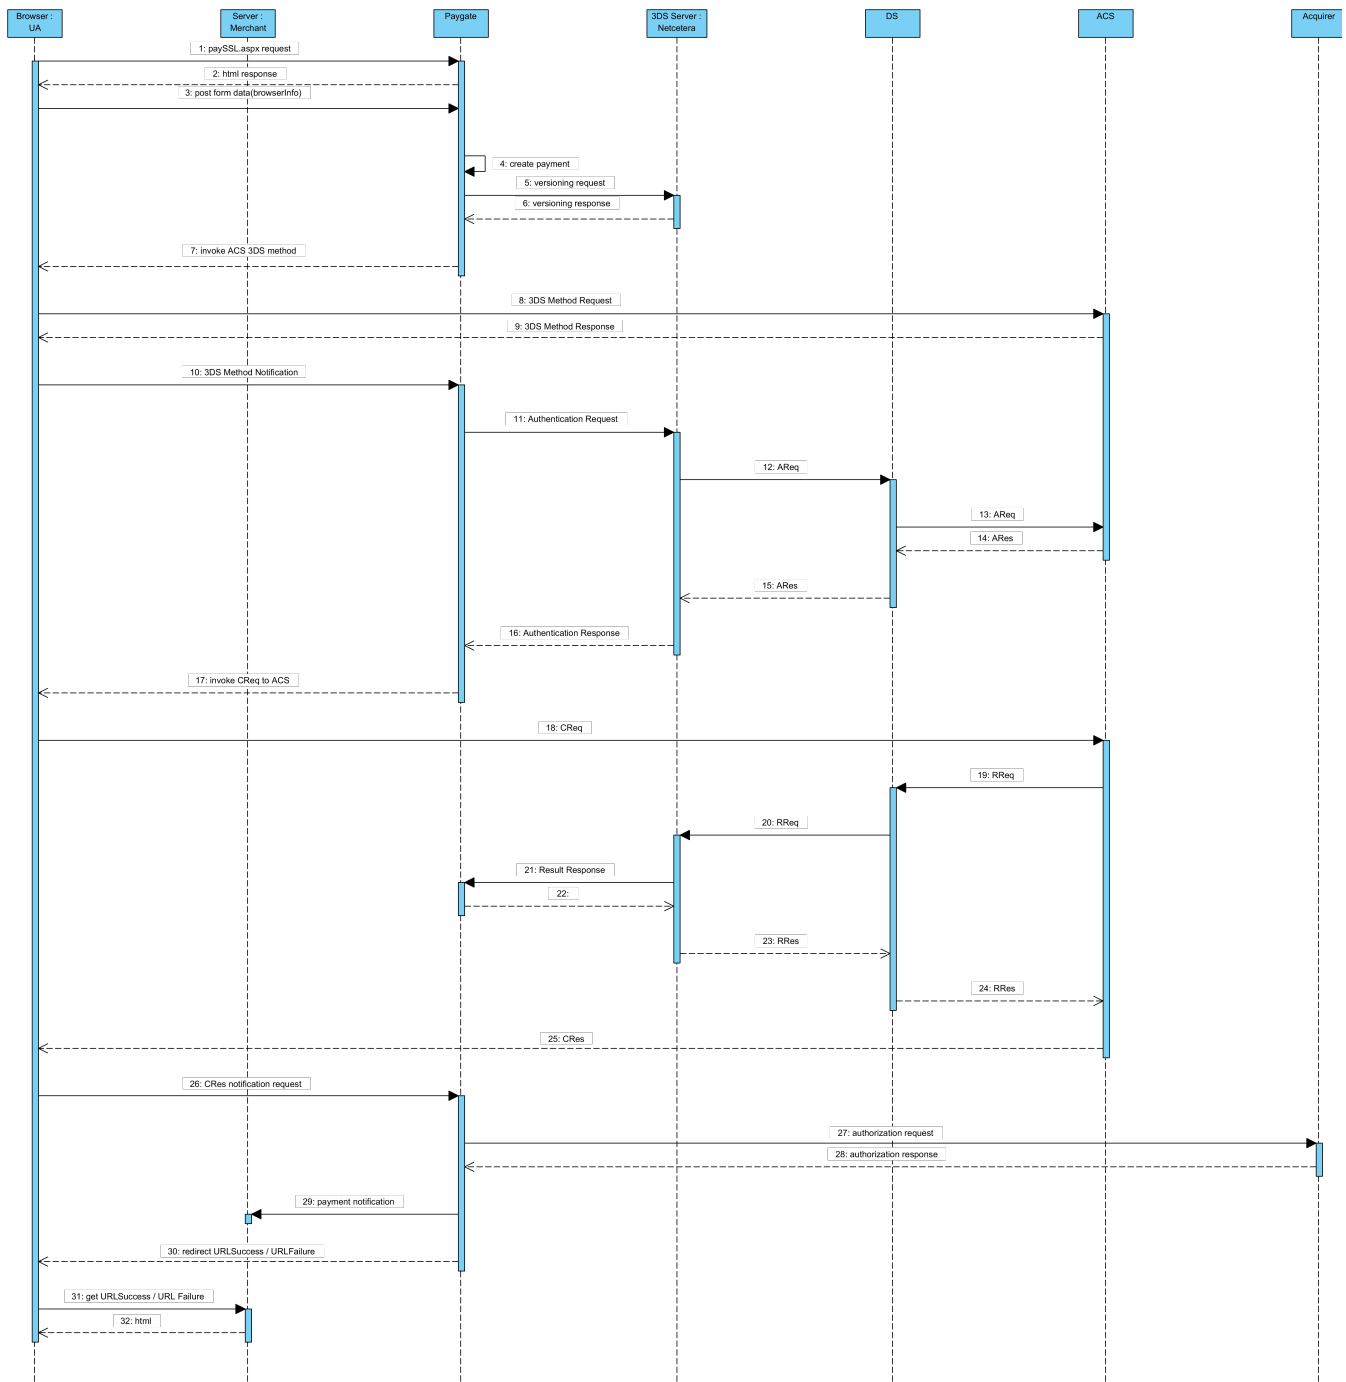 Browser :
UA
Server :
Merchant
Paygate
3DS Server :
Netcetera
DS
ACS
Acquirer
1: paySSL.aspx request
2: html response
3: post form data(browserInfo)
4: create payment
5: versioning request
6: versioning response
7: invoke ACS 3DS method
8: 3DS Method Request
9: 3DS Method Response
10: 3DS Method Notification
11: Authentication Request
12: AReq
13: AReq
14: ARes
15: ARes
16: Authentication Response
17: invoke CReq to ACS
18: CReq
19: RReq
20: RReq
21: Result Response
22:
23: RRes
24: RRes
25: CRes
26: CRes notification request
27: authorization request
28: authorization response
29: payment notification
30: redirect URLSuccess / URLFailure
31: get URLSuccess / URL Failure
32: html